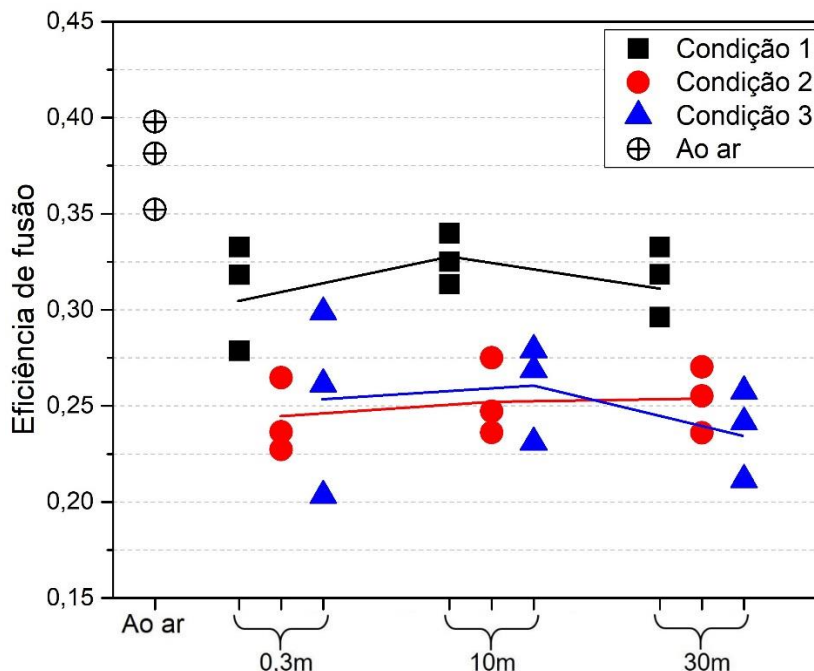 0,45
0,40
0,35
0,30
0,25
0,20
0,15
Eficiência de fusão
Condição 1
Condição 2
Condição 3
Ao ar
Ao ar
0,3m
10m
30m